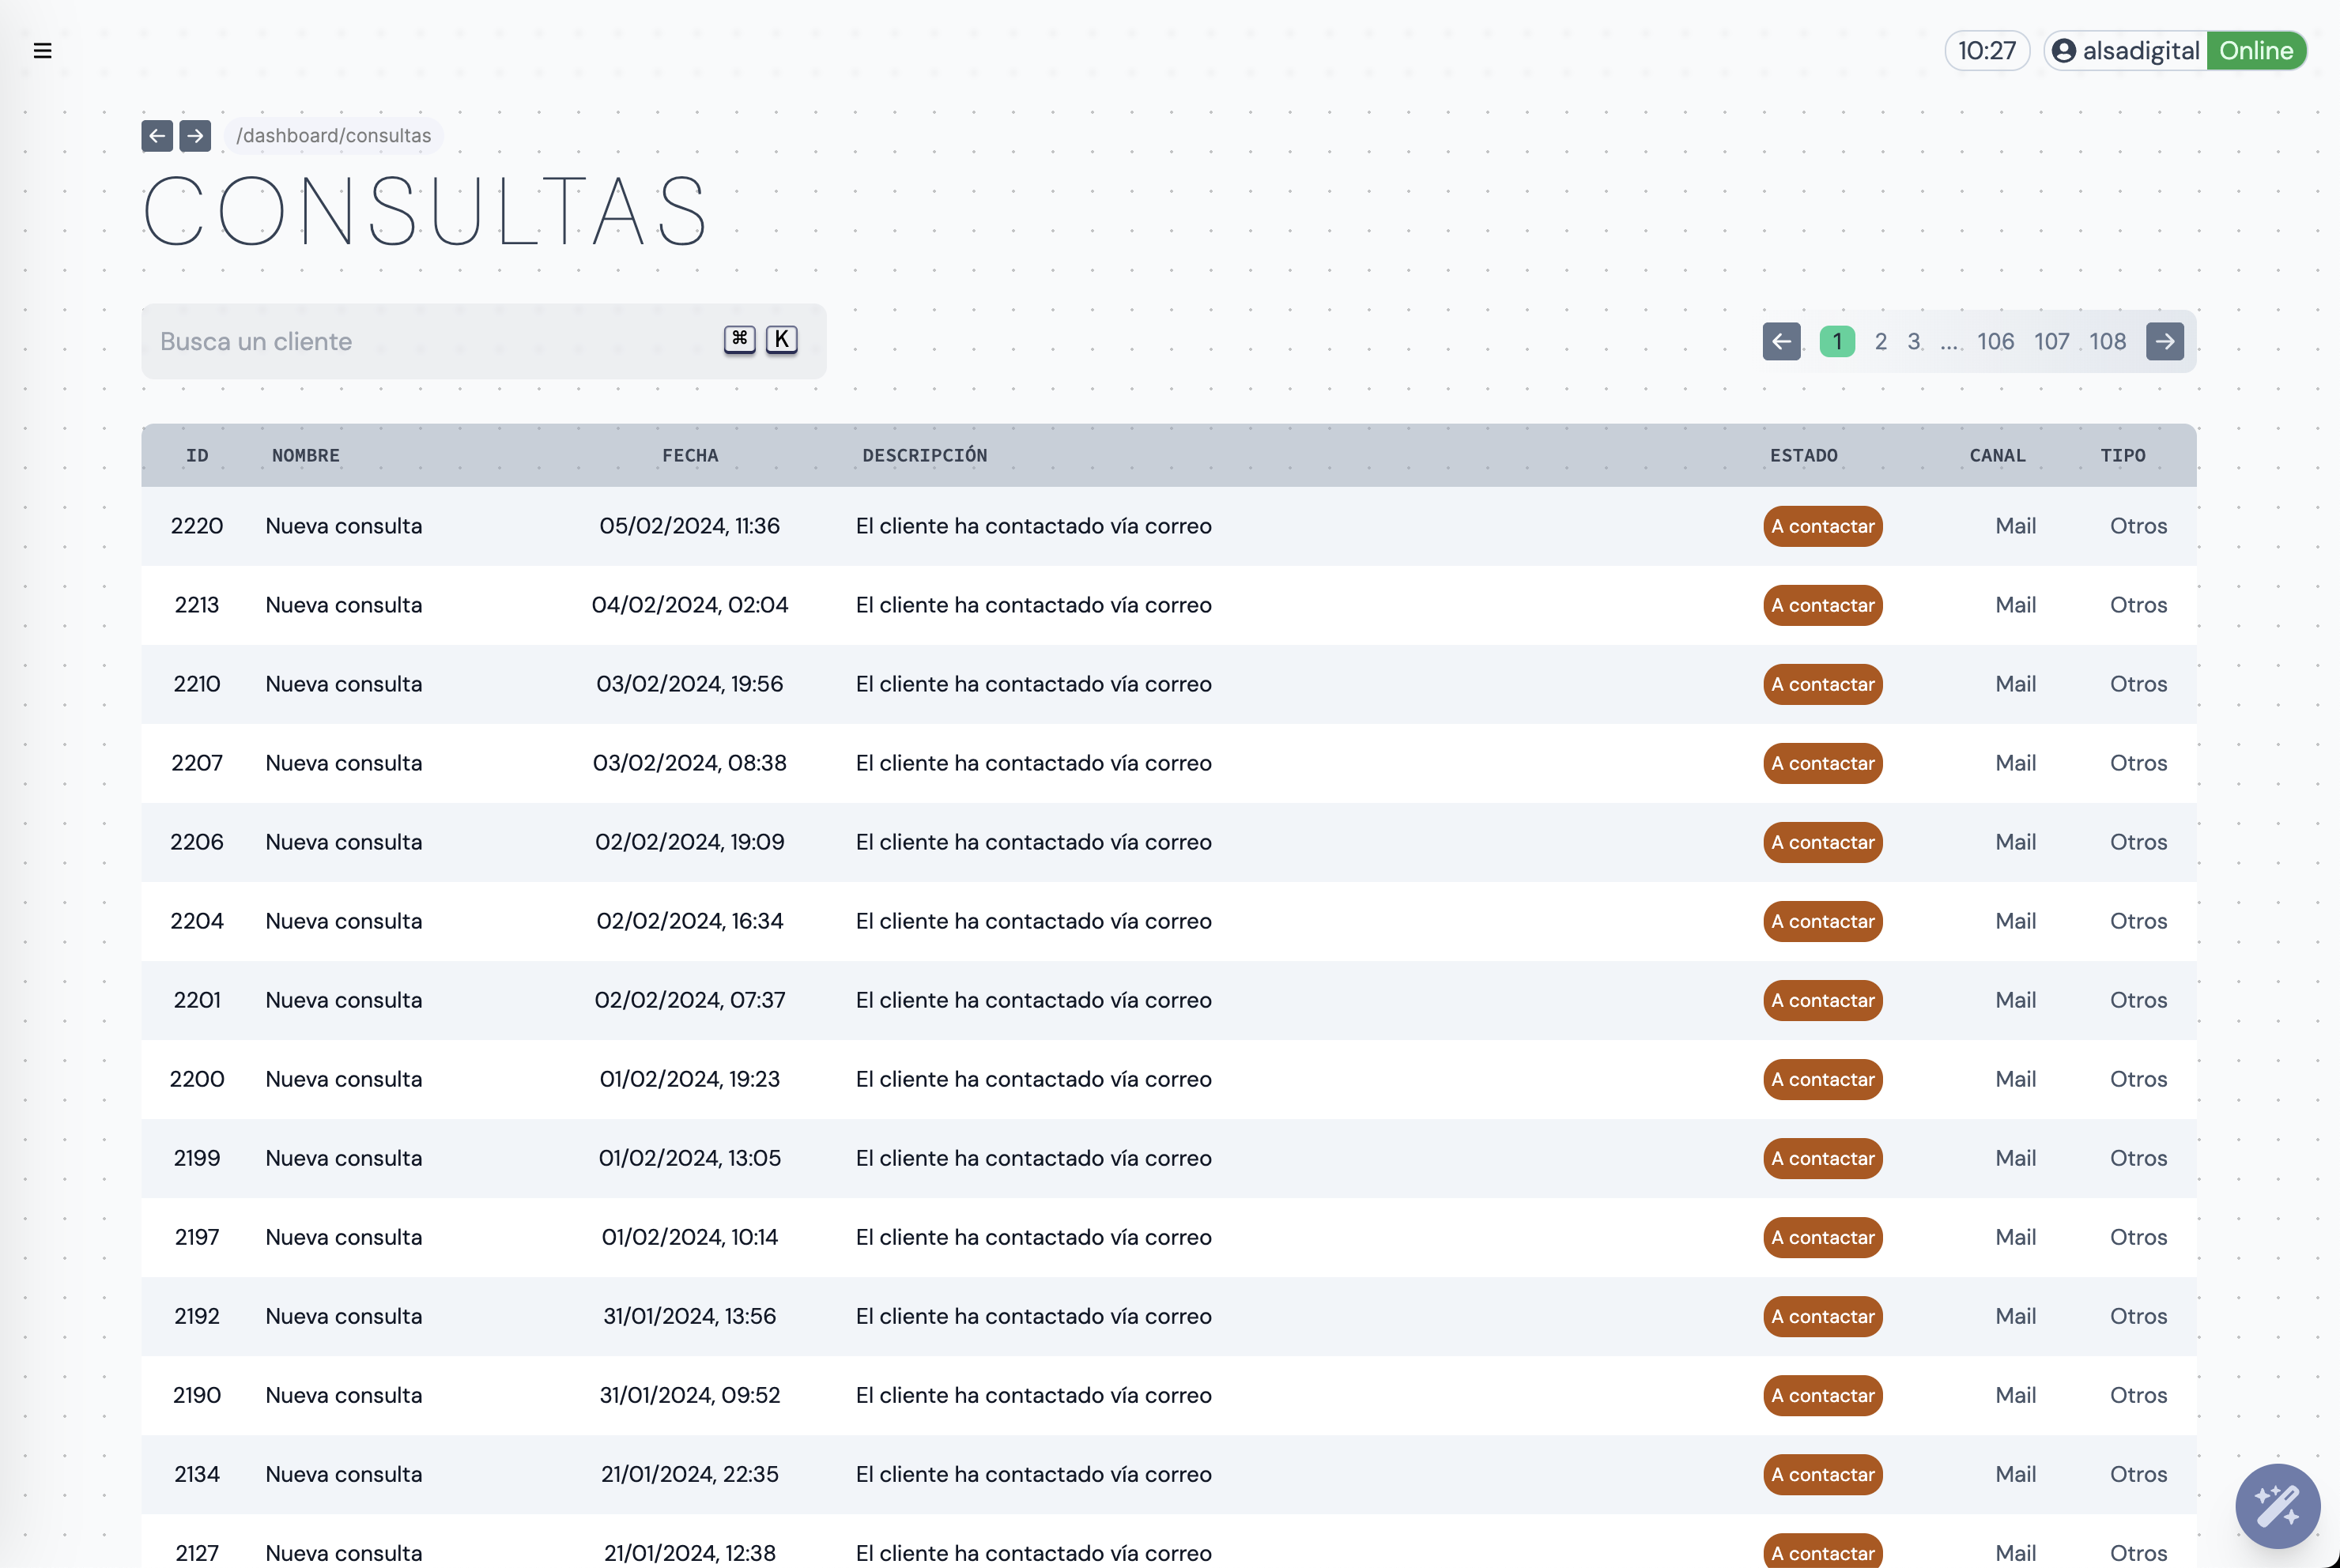 10:27 alsadigital Online
/dashboard/consultas
CONSULTAS
Busca un cliente ⌘ K
1 2 3 ... 106 107 108
ID NOMBRE FECHA DESCRIPCIÓN ESTADO CANAL TIPO
2220 Nueva consulta 05/02/2024, 11:36 El cliente ha contactado vía correo A contactar Mail Otros
2213 Nueva consulta 04/02/2024, 02:04 El cliente ha contactado vía correo A contactar Mail Otros
2210 Nueva consulta 03/02/2024, 19:56 El cliente ha contactado vía correo A contactar Mail Otros
2207 Nueva consulta 03/02/2024, 08:38 El cliente ha contactado vía correo A contactar Mail Otros
2206 Nueva consulta 02/02/2024, 19:09 El cliente ha contactado vía correo A contactar Mail Otros
2204 Nueva consulta 02/02/2024, 16:34 El cliente ha contactado vía correo A contactar Mail Otros
2201 Nueva consulta 02/02/2024, 07:37 El cliente ha contactado vía correo A contactar Mail Otros
2200 Nueva consulta 01/02/2024, 19:23 El cliente ha contactado vía correo A contactar Mail Otros
2199 Nueva consulta 01/02/2024, 13:05 El cliente ha contactado vía correo A contactar Mail Otros
2197 Nueva consulta 01/02/2024, 10:14 El cliente ha contactado vía correo A contactar Mail Otros
2192 Nueva consulta 31/01/2024, 13:56 El cliente ha contactado vía correo A contactar Mail Otros
2190 Nueva consulta 31/01/2024, 09:52 El cliente ha contactado vía correo A contactar Mail Otros
2134 Nueva consulta 21/01/2024, 22:35 El cliente ha contactado vía correo A contactar Mail Otros
2127 Nueva consulta 21/01/2024, 12:38 El cliente ha contactado vía correo A contactar Mail Otros